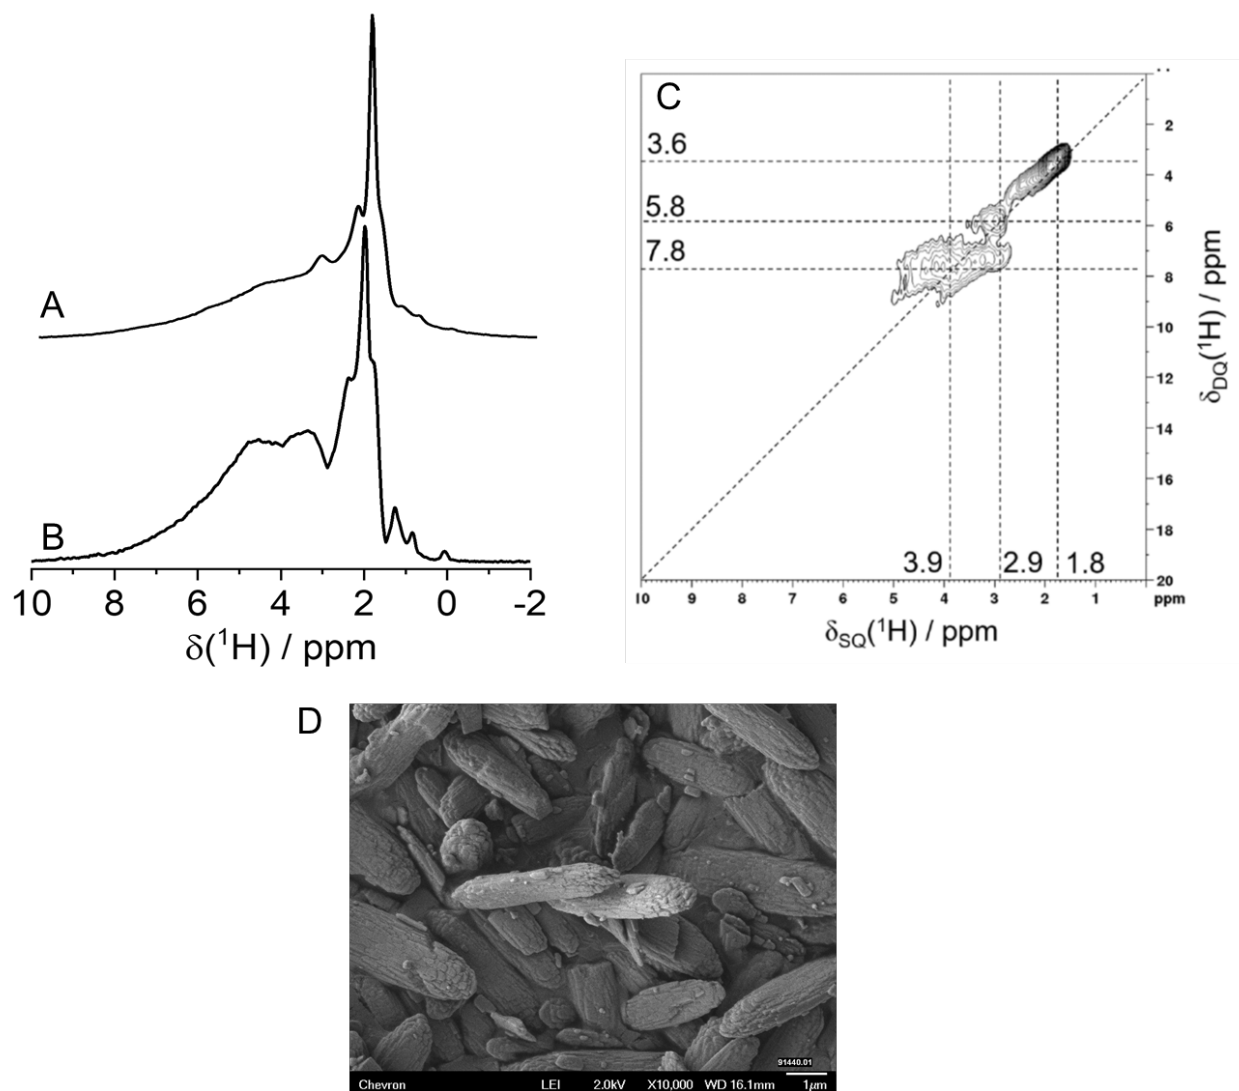 A
B
10 8 6 4 2 0 -2
δ(¹H) / ppm
C
3.6
5.8
7.8
3.9 2.9 1.8
2
4
6
8
10
12
14
16
18
20
δDQ(¹H) / ppm
10 9 8 7 6 5 4 3 2 1 ppm
δSQ(¹H) / ppm
D
91440.01
Chevron LEI 2.0kV X10,000 WD 16.1mm 1μm